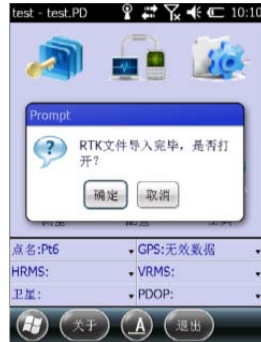 test - test.PD 10:10
Prompt
RTK文件导入完毕，是否打
开？
确定 取消
点名:Pt6 GPS:无效数据
HRMS: VRMS:
卫星: PDOP:
关于 A 退出